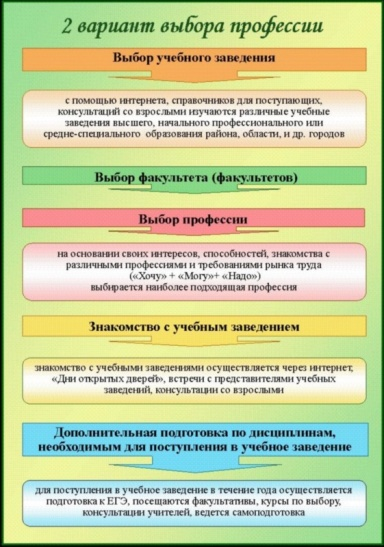 2 вариант выбора профессии
Выбор учебного заведения
с помощью интернета, справочников для поступающих,
консультаций со взрослыми изучаются различные учебные
заведения высшего, начального профессионального или
средне-специального образования района, области, и др. городов
Выбор факультета (факультетов)
Выбор профессии
на основании своих интересов, способностей, знакомства с
различными профессиями и требованиями рынка труда
(«Хочу» + «Могу»+ «Надо»)
выбирается наиболее подходящая профессия
Знакомство с учебным заведением
знакомство с учебными заведениями осуществляется через интернет,
«Дни открытых дверей», встречи с представителями учебных
заведений, консультации со взрослыми
Дополнительная подготовка по дисциплинам,
необходимым для поступления в учебное заведение
для поступления в учебное заведение в течение года осуществляется
подготовка к ЕГЭ, посещаются факультативы, курсы по выбору,
консультации учителей, ведется самоподготовка